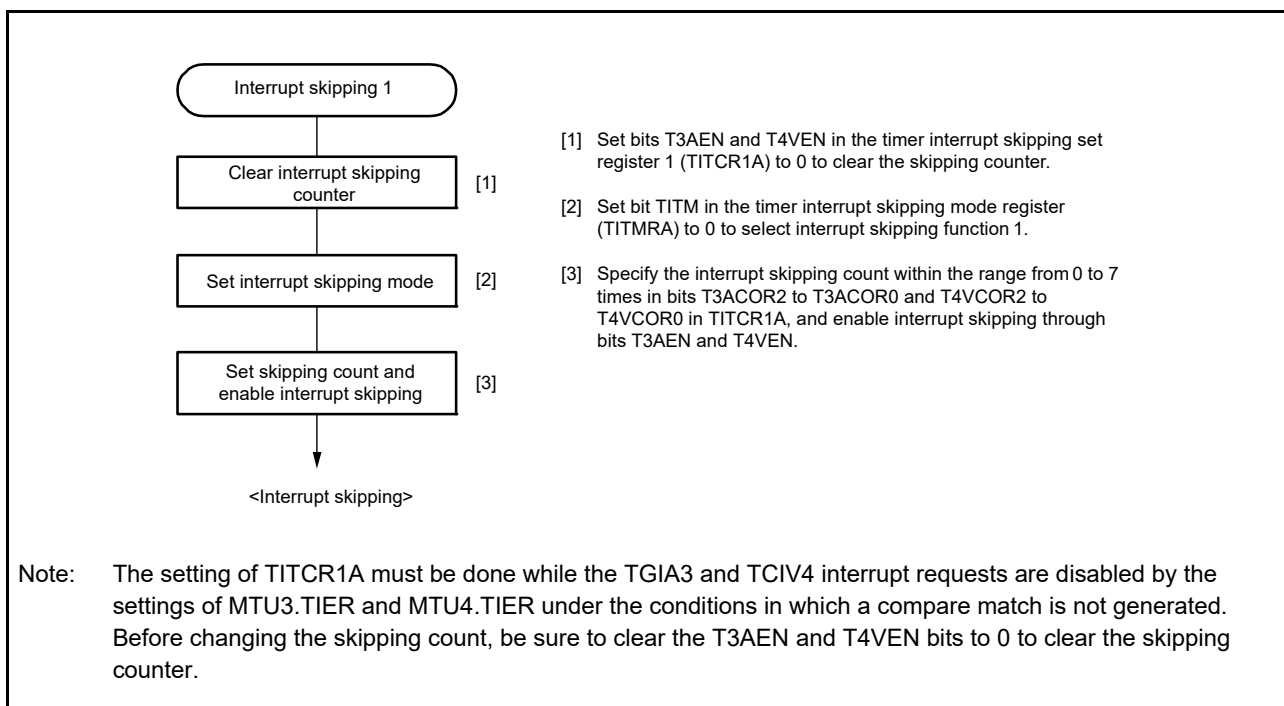 Interrupt skipping 1
Clear interrupt skipping
counter
[1]
Set interrupt skipping mode
[2]
Set skipping count and
enable interrupt skipping
[3]
<Interrupt skipping>
[1] Set bits T3AEN and T4VEN in the timer interrupt skipping set
register 1 (TITCR1A) to 0 to clear the skipping counter.
[2] Set bit TITM in the timer interrupt skipping mode register
(TITMRA) to 0 to select interrupt skipping function 1.
[3] Specify the interrupt skipping count within the range from 0 to 7
times in bits T3ACOR2 to T3ACOR0 and T4VCOR2 to
T4VCOR0 in TITCR1A, and enable interrupt skipping through
bits T3AEN and T4VEN.
Note: The setting of TITCR1A must be done while the TGIA3 and TCIV4 interrupt requests are disabled by the
settings of MTU3.TIER and MTU4.TIER under the conditions in which a compare match is not generated.
Before changing the skipping count, be sure to clear the T3AEN and T4VEN bits to 0 to clear the skipping
counter.